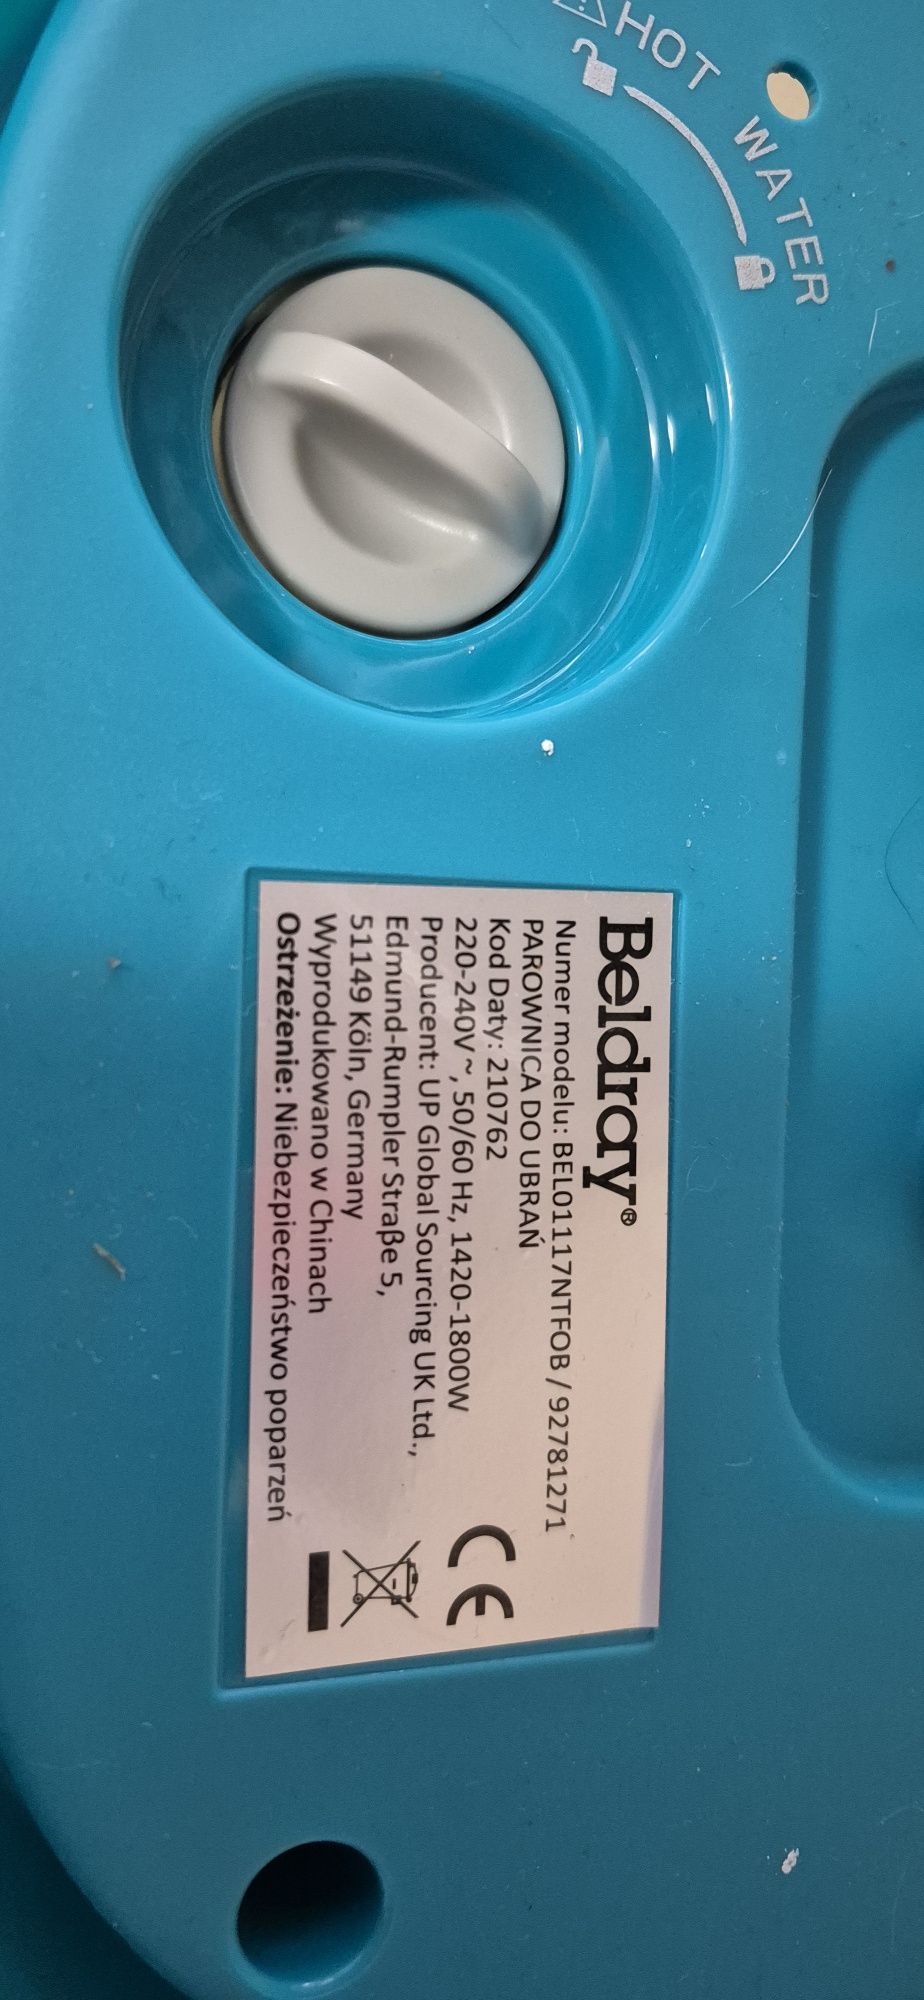 HOT WATER
Beldray®
Numer modelu: BEL01117NTFOB / 92781271
PAROWNICA DO UBRAŃ
Kod Daty: 210762
220-240V~, 50/60 Hz, 1420-1800W
Producent: UP Global Sourcing UK Ltd.,
Edmund-Rumpler Straβe 5,
51149 Köln, Germany
Wyprodukowano w Chinach
Ostrzeżenie: Niebezpieczeństwo poparzeń
CE